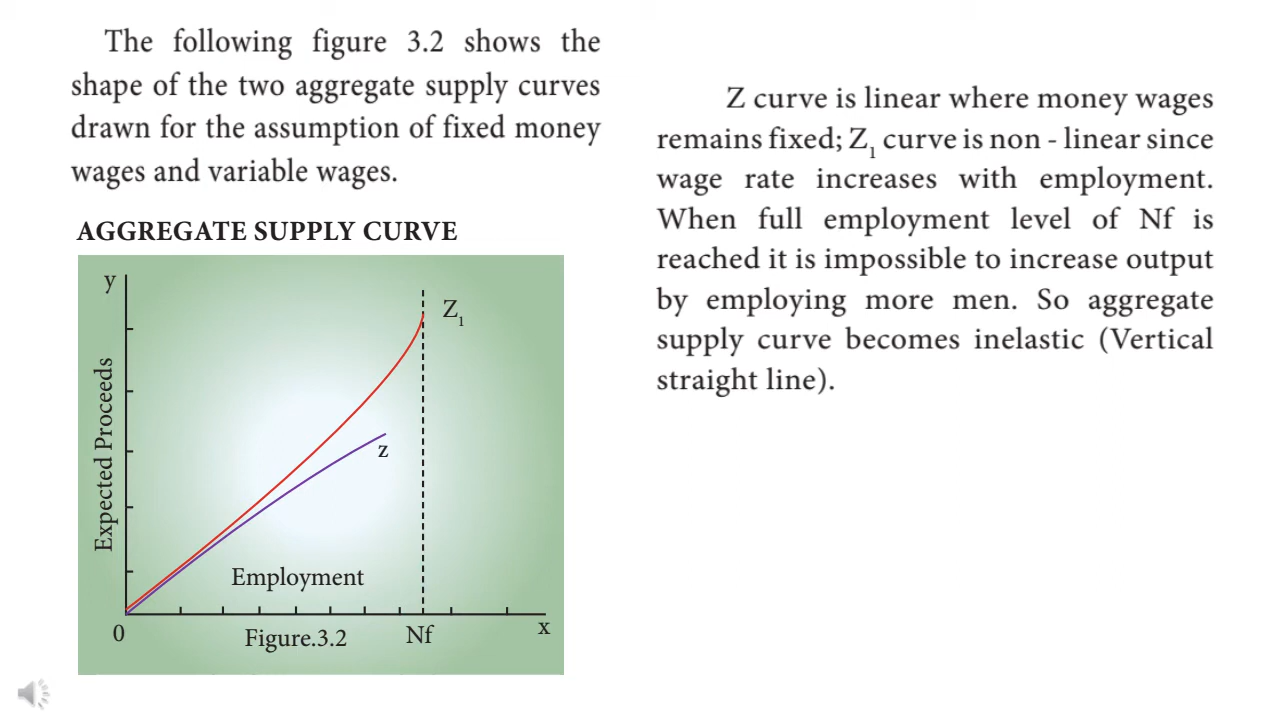 The following figure 3.2 shows the
shape of the two aggregate supply curves
drawn for the assumption of fixed money
wages and variable wages.
AGGREGATE SUPPLY CURVE
y
Z1
Expected Proceeds
z
Employment
0
Figure.3.2
Nf
x
Z curve is linear where money wages
remains fixed; Z1 curve is non - linear since
wage rate increases with employment.
When full employment level of Nf is
reached it is impossible to increase output
by employing more men. So aggregate
supply curve becomes inelastic (Vertical
straight line).